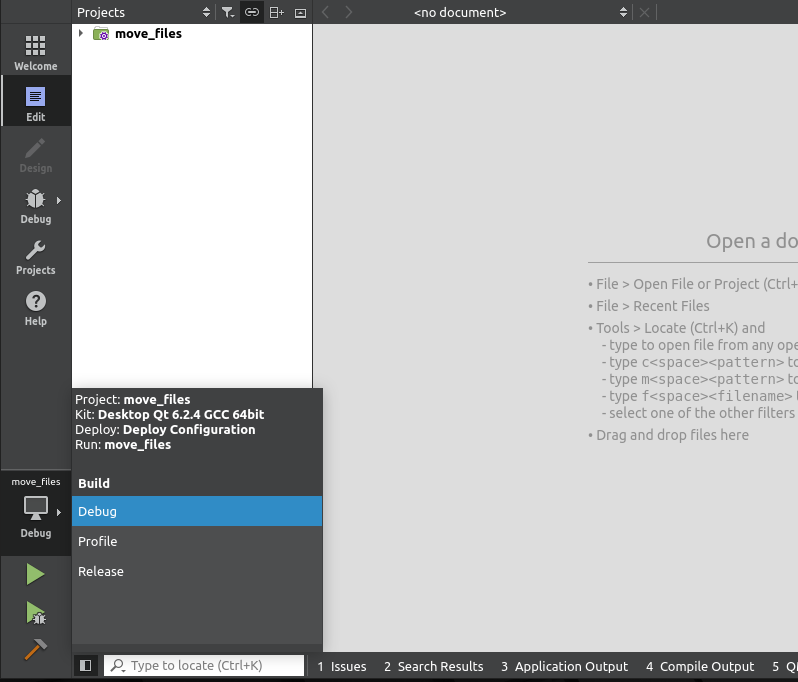 Projects
<no document>
move_files
Welcome
Edit
Design
Debug
Projects
Help
Open a do
• File > Open File or Project (Ctrl+
• File > Recent Files
• Tools > Locate (Ctrl+K) and
- type to open file from any ope
- type c<space><pattern> to
- type m<space><pattern> to
- type f<space><filename>
- select one of the other filters
• Drag and drop files here
Project: move_files
Kit: Desktop Qt 6.2.4 GCC 64bit
Deploy: Deploy Configuration
Run: move_files
Build
Debug
Profile
Release
move_files
Debug
Type to locate (Ctrl+K)
1 Issues 2 Search Results 3 Application Output 4 Compile Output 5